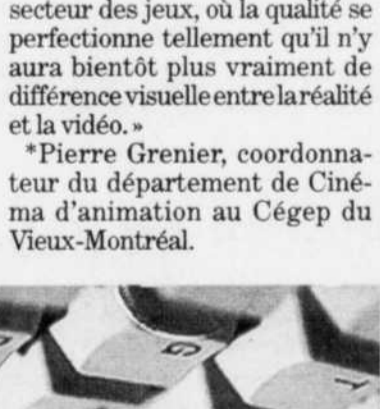 secteur des jeux, où la qualité se
perfectionne tellement qu'il n'y
aura bientôt plus vraiment de
différence visuelle entre la réalité
et la vidéo. »
*Pierre Grenier, coordonna-
teur du département de Ciné-
ma d'animation au Cégep du
Vieux-Montréal.
G
T